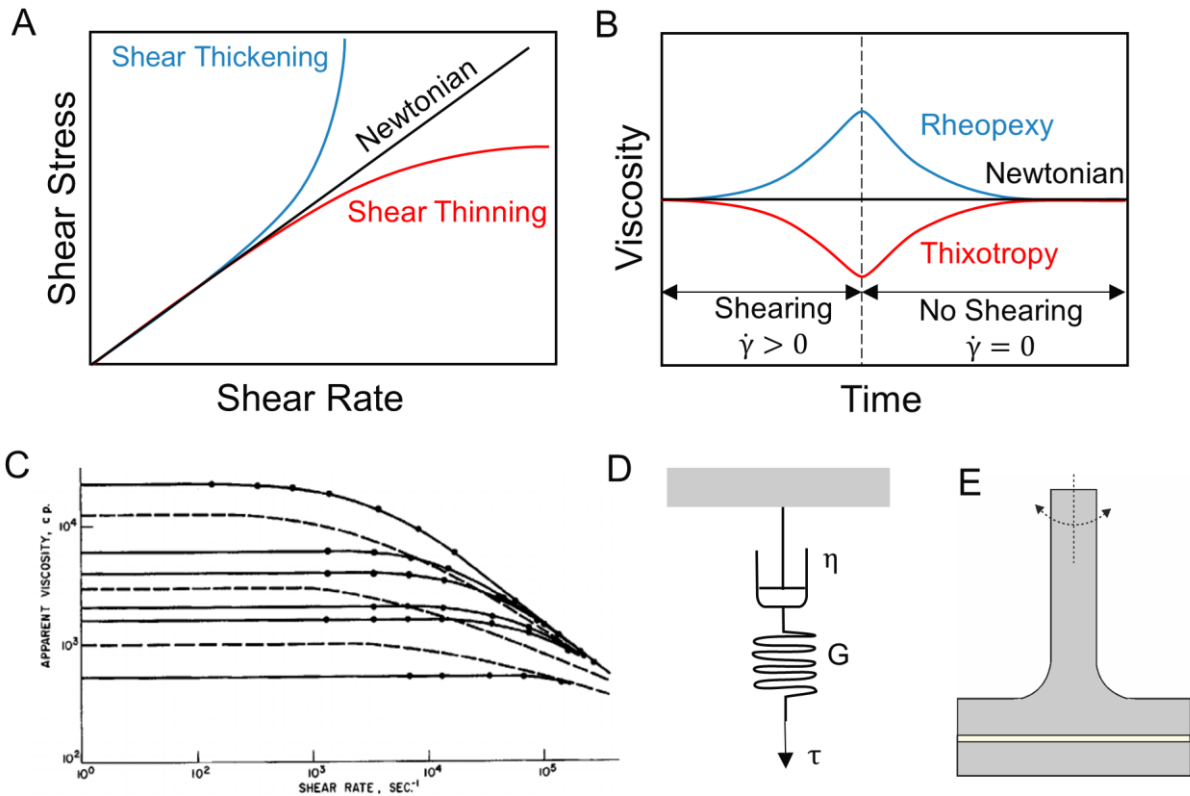 A
Shear Thickening
Newtonian
Shear Thinning
Shear Stress
Shear Rate
B
Rheopexy
Newtonian
Thixotropy
Shearing
γ̇ > 0
No Shearing
γ̇ = 0
Viscosity
Time
C
APPARENT VISCOSITY, c.p.
10⁴
10³
10²
10⁰
10²
10³
10⁴
10⁵
SHEAR RATE, SEC.⁻¹
D
η
G
τ
E